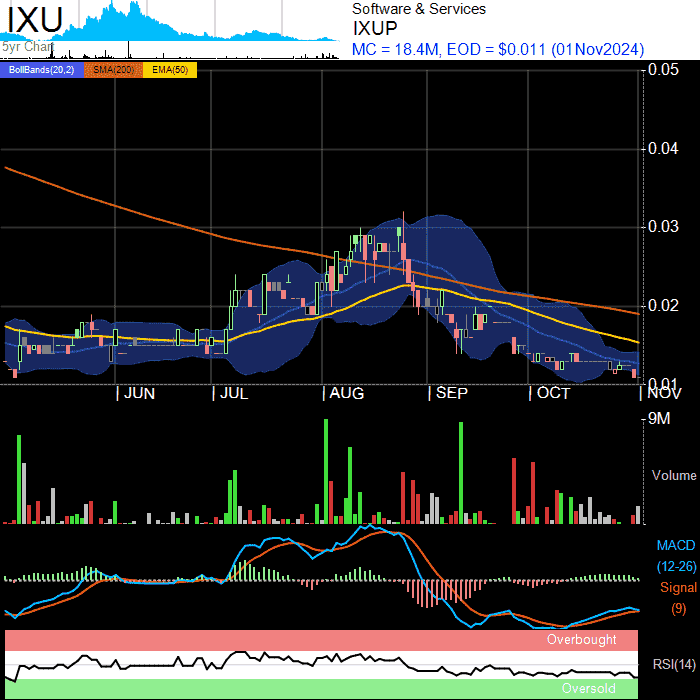 IXU
5yr Chart
Software & Services
IXUP
MC = 18.4M, EOD = $0.011 (01Nov2024)
BollBands(20,2) SMA(200) EMA(50)
0.05
0.04
0.03
0.02
0.01
JUN JUL AUG SEP OCT NOV
9M
Volume
MACD
(12-26)
Signal
(9)
Overbought
RSI(14)
Oversold